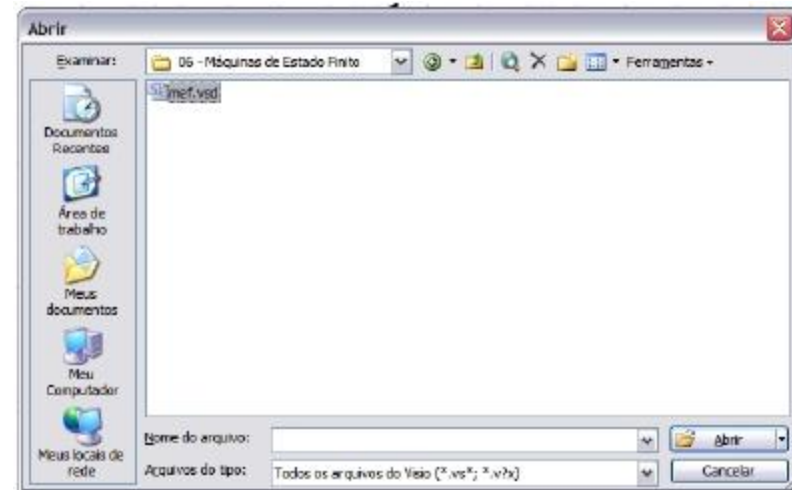 Abrir
Examinar:
06 - Máquinas de Estado Finito
Ferramentas
mef.vsd
Documentos
Recentes
Área de
trabalho
Meus
documentos
Meu
Computador
Meus locais de
rede
Nome do arquivo:
Abrir
Arquivos do tipo:
Todos os arquivos do Visio (*.vs*; *.v?x)
Cancelar